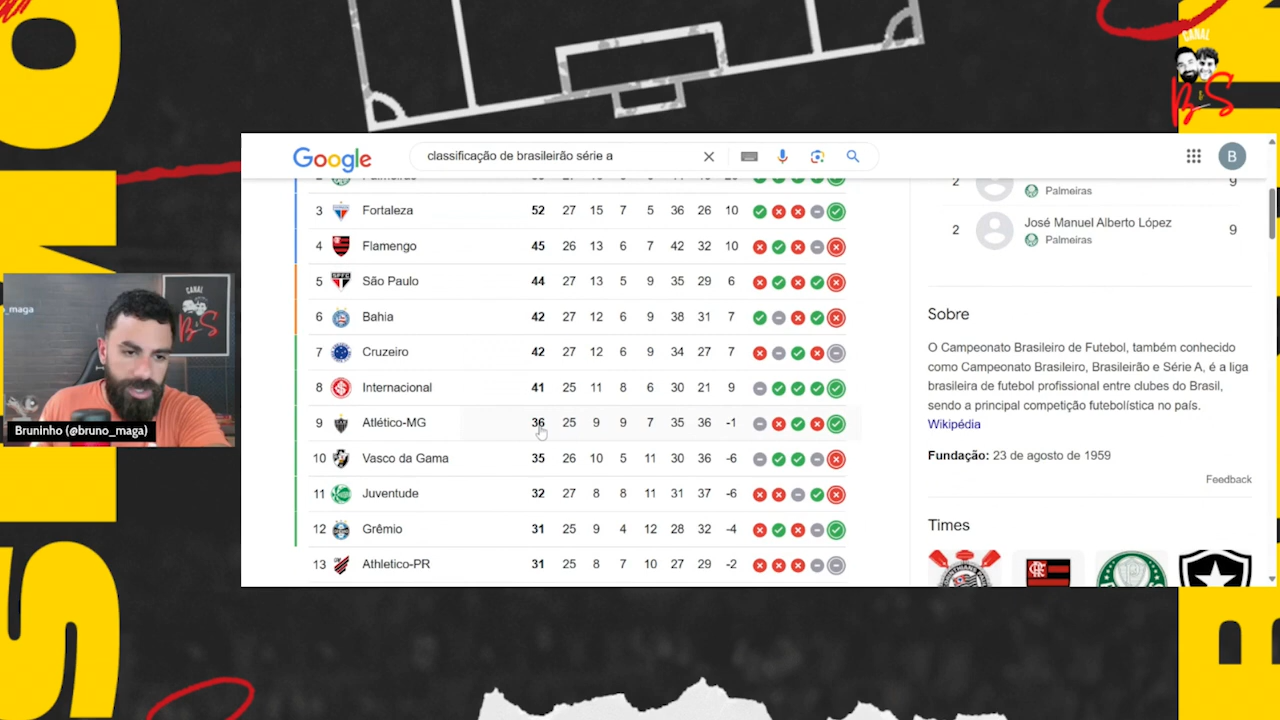 CANAL
B&S
Google
classificação de brasileirão série a
B
3 Fortaleza 52 27 15 7 5 36 26 10
4 Flamengo 45 26 13 6 7 42 32 10
5 São Paulo 44 27 13 5 9 35 29 6
6 Bahia 42 27 12 6 9 38 31 7
7 Cruzeiro 42 27 12 6 9 34 27 7
8 Internacional 41 25 11 8 6 30 21 9
9 Atlético-MG 36 25 9 9 7 35 36 -1
10 Vasco da Gama 35 26 10 5 11 30 36 -6
11 Juventude 32 27 8 8 11 31 37 -6
12 Grêmio 31 25 9 4 12 28 32 -4
13 Athletico-PR 31 25 8 7 10 27 29 -2
2 9
Palmeiras
José Manuel Alberto López
2 9
Palmeiras
Sobre
O Campeonato Brasileiro de Futebol, também conhecido
como Campeonato Brasileiro, Brasileirão e Série A, é a liga
brasileira de futebol profissional entre clubes do Brasil,
sendo a principal competição futebolística no país.
Wikipédia
Fundação: 23 de agosto de 1959
Feedback
Times
_maga
CANAL
B&S
Bruninho (@bruno_maga)